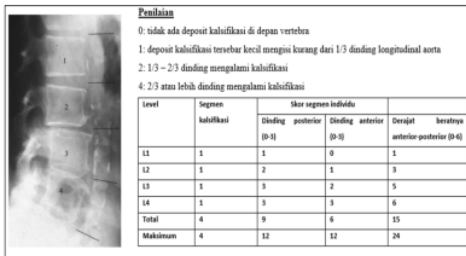 Penilaian
0: tidak ada deposit kalsifikasi di depan vertebra
1: deposit kalsifikasi tersebar kecil mengisi kurang dari 1/3 dinding longitudinal aorta
2: 1/3 – 2/3 dinding mengalami kalsifikasi
4: 2/3 atau lebih dinding mengalami kalsifikasi
Level Segmen kalsifikasi Skor segmen individu
Dinding posterior (0-3) Dinding anterior (0-3) Derajat beratnya anterior-posterior (0-6)
L1 1 1 0 1
L2 1 2 1 3
L3 1 3 2 5
L4 1 3 3 6
Total 4 9 6 15
Maksimum 4 12 12 24
1
2
3
4